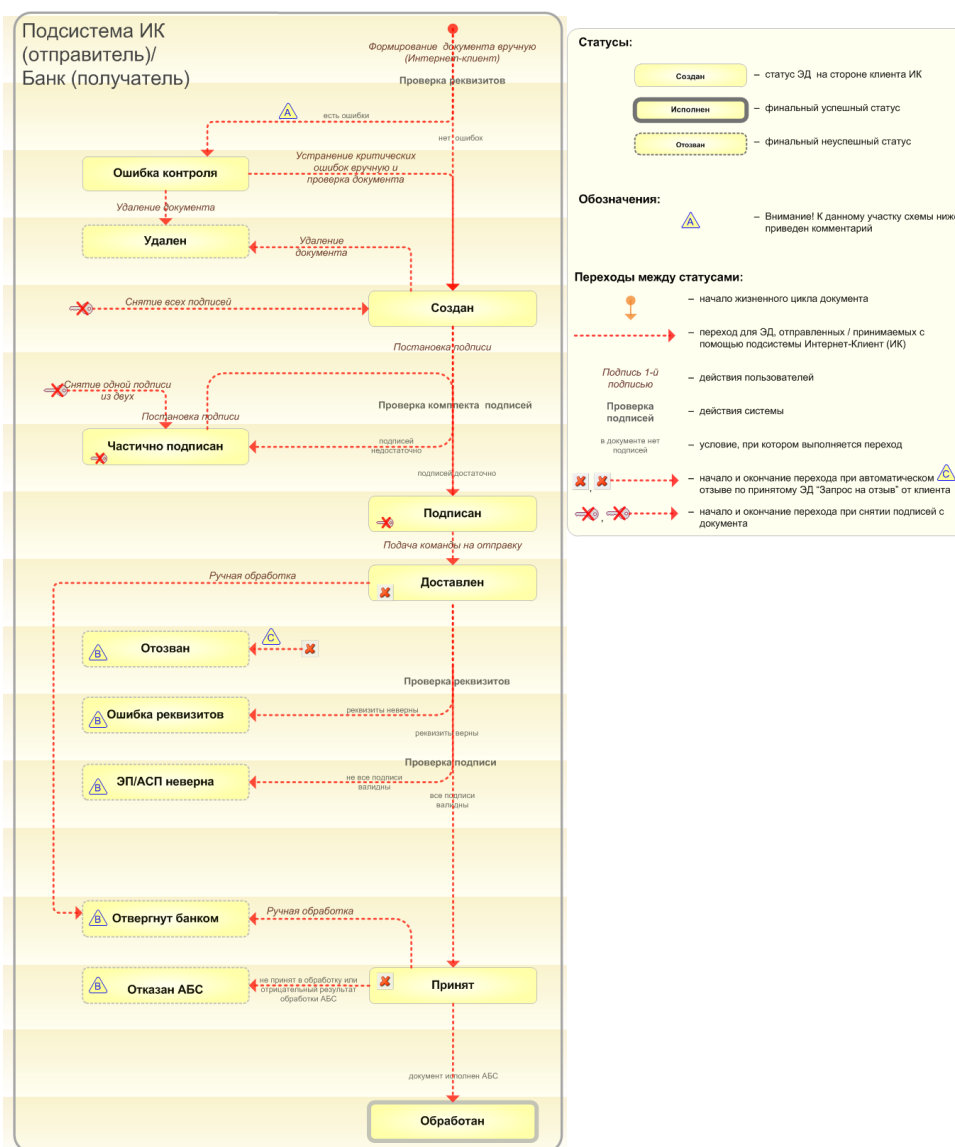 Подсистема ИК
(отправитель)/
Банк (получатель)
Формирование документа вручную
(Интернет-клиент)
Проверка реквизитов
A
есть ошибки
нет ошибок
Ошибка контроля
Устранение критических
ошибок вручную и
проверка документа
Удаление документа
Удален
Удаление
документа
Снятие всех подписей
Создан
Постановка подписи
Снятие одной подписи
из двух
Проверка комплекта подписей
Постановка подписи
Частично подписан
подписей
недостаточно
подписей достаточно
Подписан
Подача команды на отправку
Ручная обработка
Доставлен
B
Отозван
C
Проверка реквизитов
B
Ошибка реквизитов
реквизиты неверны
реквизиты верны
Проверка подписи
B
ЭП/АСП неверна
не все подписи
валидны
все подписи
валидны
B
Отвергнут банком
Ручная обработка
B
Отказан АБС
не принят в обработку или
отрицательный результат
обработки АБС
Принят
документ исполнен АБС
Обработан
Статусы:
Создан
– статус ЭД на стороне клиента ИК
Исполнен
– финальный успешный статус
Отозван
– финальный неуспешный статус
Обозначения:
A
– Внимание! К данному участку схемы ниже
приведен комментарий
Переходы между статусами:
– начало жизненного цикла документа
– переход для ЭД, отправленных / принимаемых с
помощью подсистемы Интернет-Клиент (ИК)
Подпись 1-й
подписью
– действия пользователей
Проверка
подписей
– действия системы
в документе нет
подписей
– условие, при котором выполняется переход
,
– начало и окончание перехода при автоматическом C
отзыве по принятому ЭД "Запрос на отзыв" от клиента
,
– начало и окончание перехода при снятии подписей с
документа